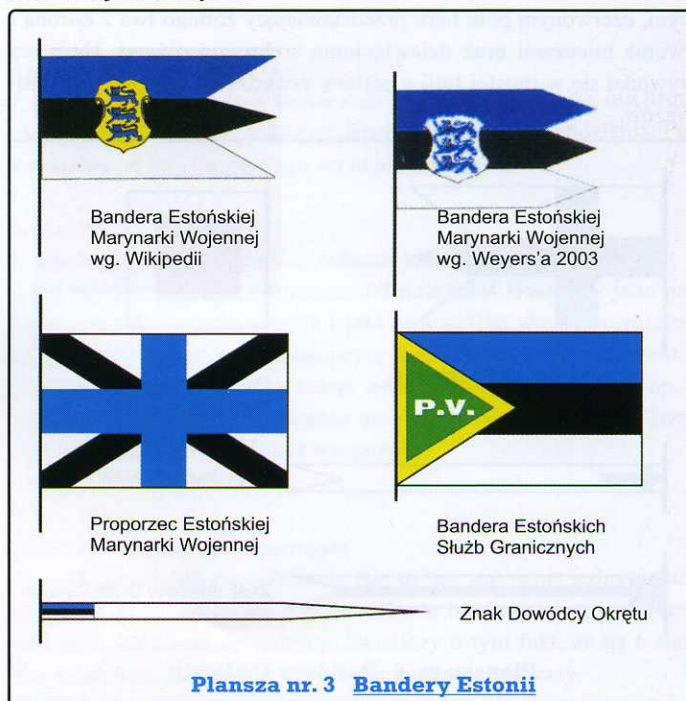 Bandera Estońskiej
Marynarki Wojennej
wg. Wikipedii
Bandera Estońskiej
Marynarki Wojennej
wg. Weyers'a 2003
P.V.
Proporzec Estońskiej
Marynarki Wojennej
Bandera Estońskich
Służb Granicznych
Znak Dowódcy Okrętu
Plansza nr. 3 Bandery Estonii